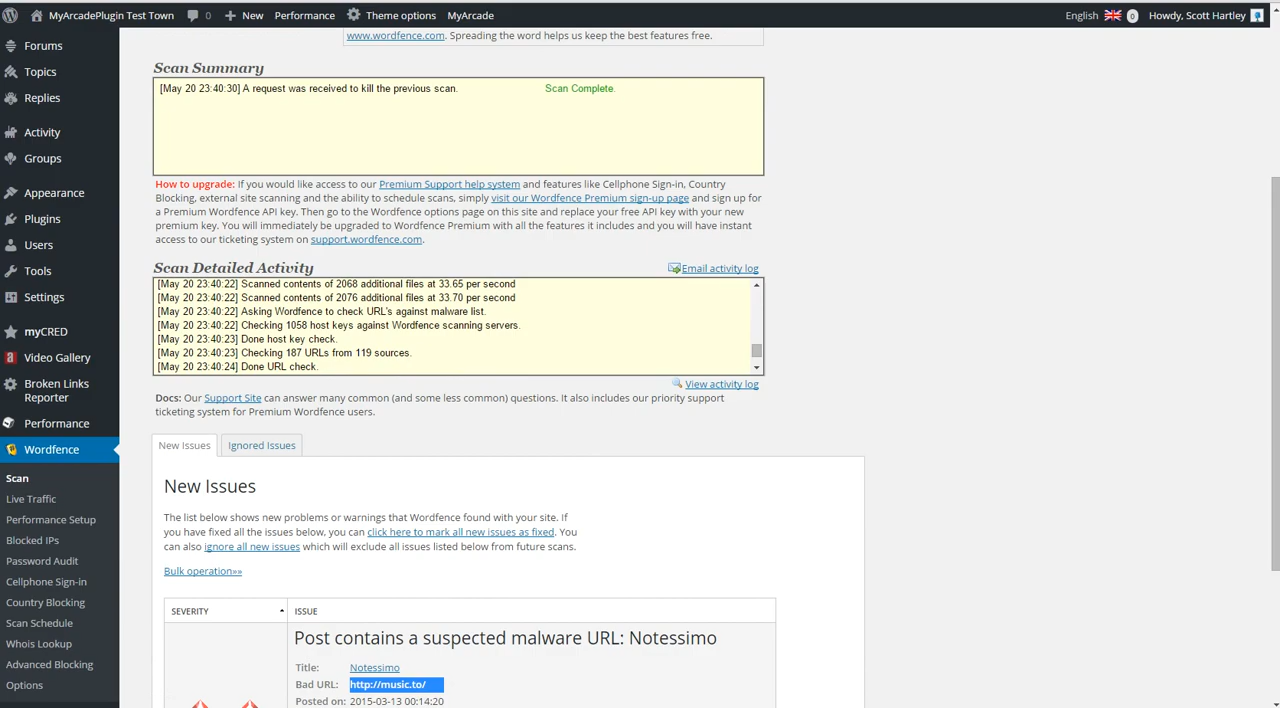 MyArcadePlugin Test Town 0 New Performance Theme options MyArcade English 0 Howdy, Scott Hartley
Forums
Topics
Replies
Activity
Groups
Appearance
Plugins
Users
Tools
Settings
myCRED
Video Gallery
Broken Links
Reporter
Performance
Wordfence
Scan
Live Traffic
Performance Setup
Blocked IPs
Password Audit
Cellphone Sign-in
Country Blocking
Scan Schedule
Whois Lookup
Advanced Blocking
Options
www.wordfence.com. Spreading the word helps us keep the best features free.
Scan Summary
[May 20 23:40:30] A request was received to kill the previous scan. Scan Complete.
How to upgrade: If you would like access to our Premium Support help system and features like Cellphone Sign-in, Country
Blocking, external site scanning and the ability to schedule scans, simply visit our Wordfence Premium sign-up page and sign up for
a Premium Wordfence API key. Then go to the Wordfence options page on this site and replace your free API key with your new
premium key. You will immediately be upgraded to Wordfence Premium with all the features it includes and you will have instant
access to our ticketing system on support.wordfence.com.
Scan Detailed Activity Email activity log
[May 20 23:40:22] Scanned contents of 2068 additional files at 33.65 per second
[May 20 23:40:22] Scanned contents of 2076 additional files at 33.70 per second
[May 20 23:40:22] Asking Wordfence to check URL's against malware list.
[May 20 23:40:22] Checking 1058 host keys against Wordfence scanning servers.
[May 20 23:40:23] Done host key check.
[May 20 23:40:23] Checking 187 URLs from 119 sources.
[May 20 23:40:24] Done URL check.
View activity log
Docs: Our Support Site can answer many common (and some less common) questions. It also includes our priority support
ticketing system for Premium Wordfence users.
New Issues Ignored Issues
New Issues
The list below shows new problems or warnings that Wordfence found with your site. If
you have fixed all the issues below, you can click here to mark all new issues as fixed. You
can also ignore all new issues which will exclude all issues listed below from future scans.
Bulk operation»»
SEVERITY ISSUE
Post contains a suspected malware URL: Notessimo
Title: Notessimo
Bad URL: http://music.to/
Posted on: 2015-03-13 00:14:20